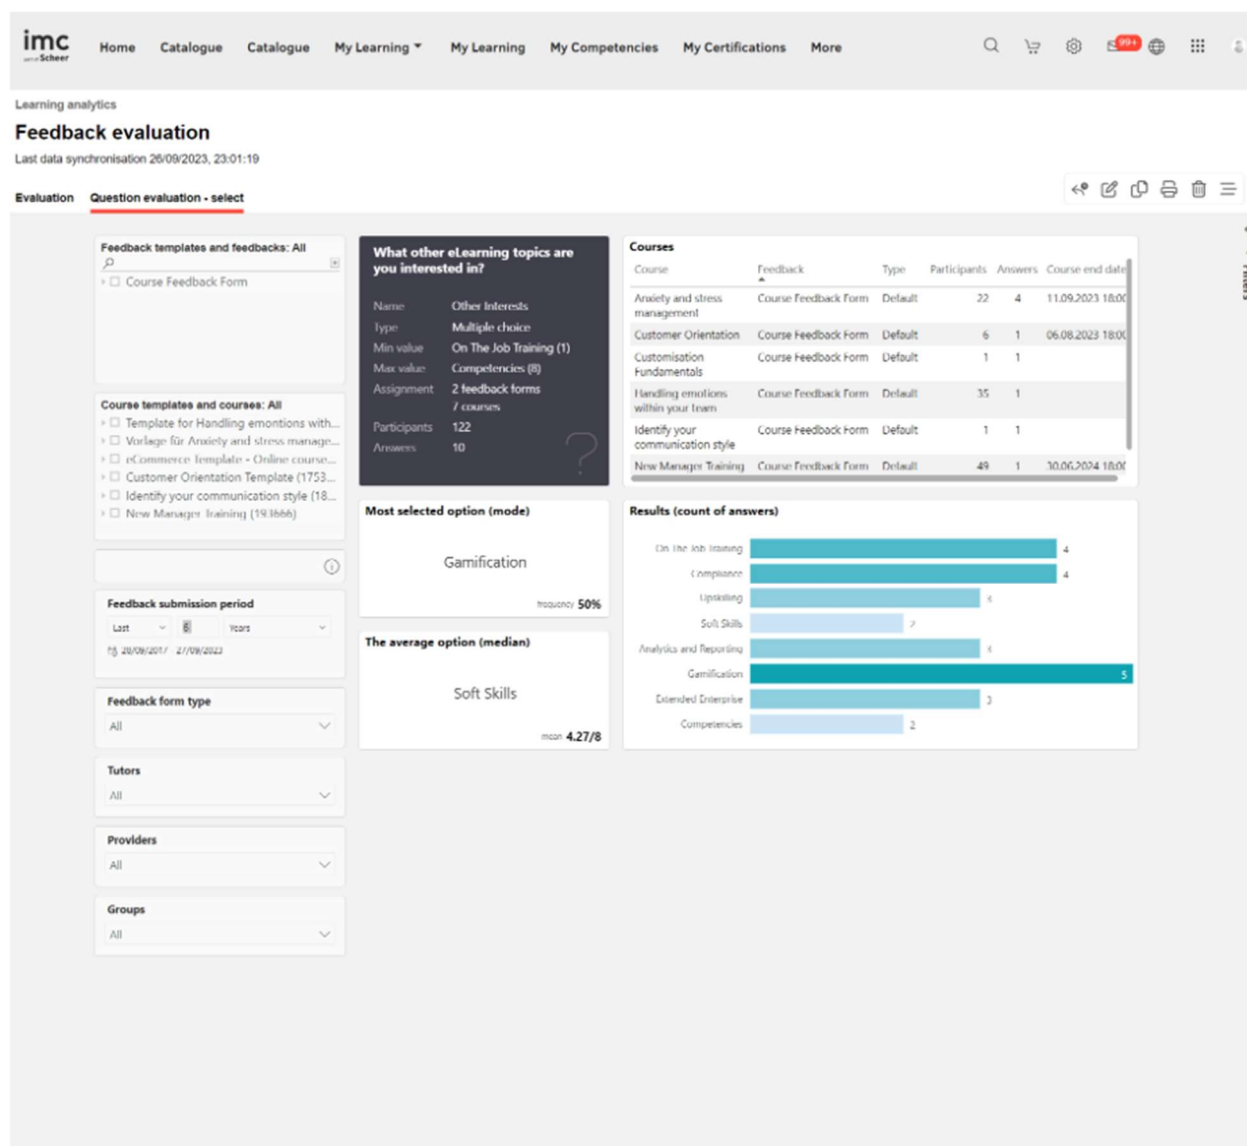 imc
Scheer
Home Catalogue Catalogue My Learning My Learning My Competencies My Certifications More
99+
Learning analytics
Feedback evaluation
Last data synchronisation 26/09/2023, 23:01:19
Evaluation Question evaluation - select
Feedback templates and feedbacks: All
Course Feedback Form
Course templates and courses: All
Template for Handling emontions with...
Vorlage für Anxiety and stress manage...
eCommerce Template - Online course...
Customer Orientation Template (1753...
Identify your communication style (18...
New Manager Training (193666)
Feedback submission period
Last 6 Years
28/09/2017 27/09/2023
Feedback form type
All
Tutors
All
Providers
All
Groups
All
What other eLearning topics are
you interested in?
Name Other Interests
Type Multiple choice
Min value On The Job Training (1)
Max value Competencies (8)
Assignment 2 feedback forms
7 courses
Participants 122
Answers 10
?
Courses
Course Feedback Type Participants Answers Course end date
Anxiety and stress management Course Feedback Form Default 22 4 11.09.2023 18:00
Customer Orientation Course Feedback Form Default 6 1 06.08.2023 18:00
Customisation Fundamentals Course Feedback Form Default 1 1
Handling emotions within your team Course Feedback Form Default 35 1
Identify your communication style Course Feedback Form Default 1 1
New Manager Training Course Feedback Form Default 49 1 30.06.2024 18:00
Most selected option (mode)
Gamification
frequency 50%
The average option (median)
Soft Skills
mean 4.27/8
Results (count of answers)
On The Job Training 4
Compliance 4
Upskilling 3
Soft Skills 2
Analytics and Reporting 3
Gamification 5
Extended Enterprise 3
Competencies 2